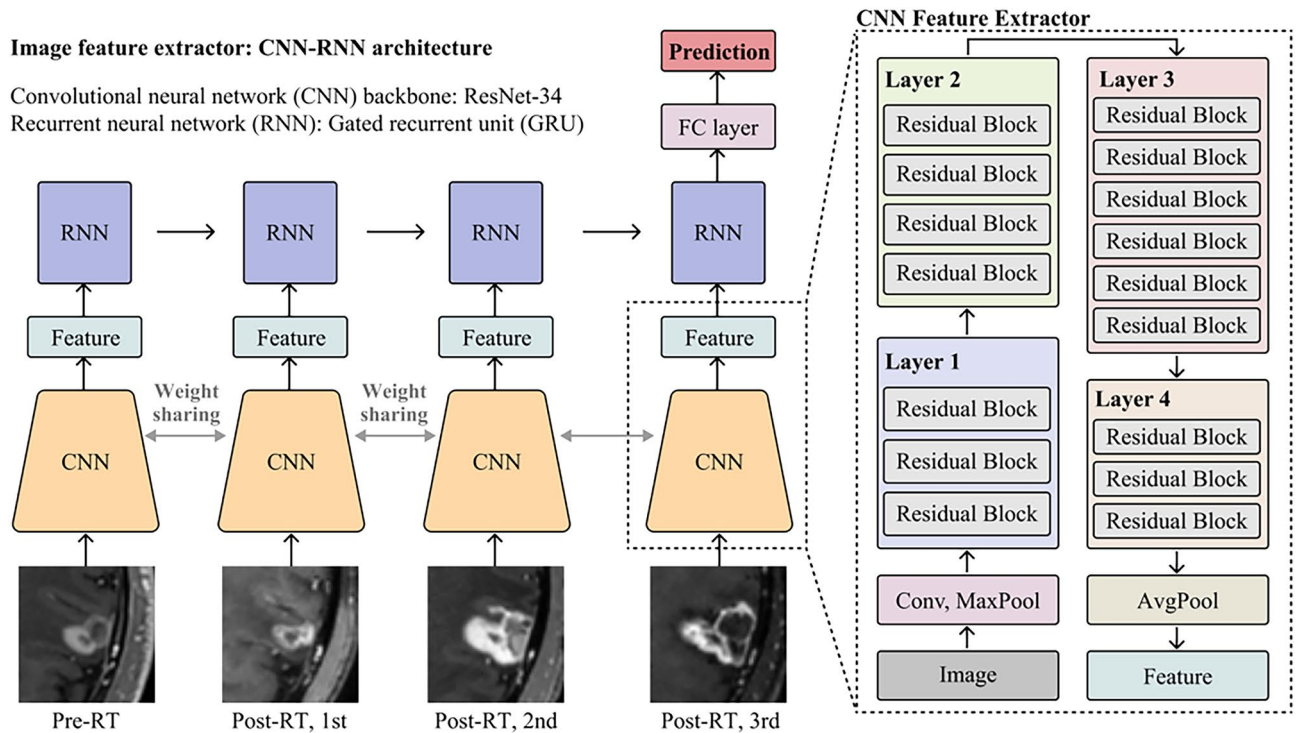 Image feature extractor: CNN-RNN architecture
Convolutional neural network (CNN) backbone: ResNet-34
Recurrent neural network (RNN): Gated recurrent unit (GRU)
Prediction
FC layer
RNN
RNN
RNN
RNN
Feature
Feature
Feature
Feature
Weight
sharing
Weight
sharing
CNN
CNN
CNN
CNN
Pre-RT
Post-RT, 1st
Post-RT, 2nd
Post-RT, 3rd
CNN Feature Extractor
Layer 2
Residual Block
Residual Block
Residual Block
Residual Block
Layer 1
Residual Block
Residual Block
Residual Block
Conv, MaxPool
Image
Layer 3
Residual Block
Residual Block
Residual Block
Residual Block
Residual Block
Residual Block
Layer 4
Residual Block
Residual Block
Residual Block
AvgPool
Feature